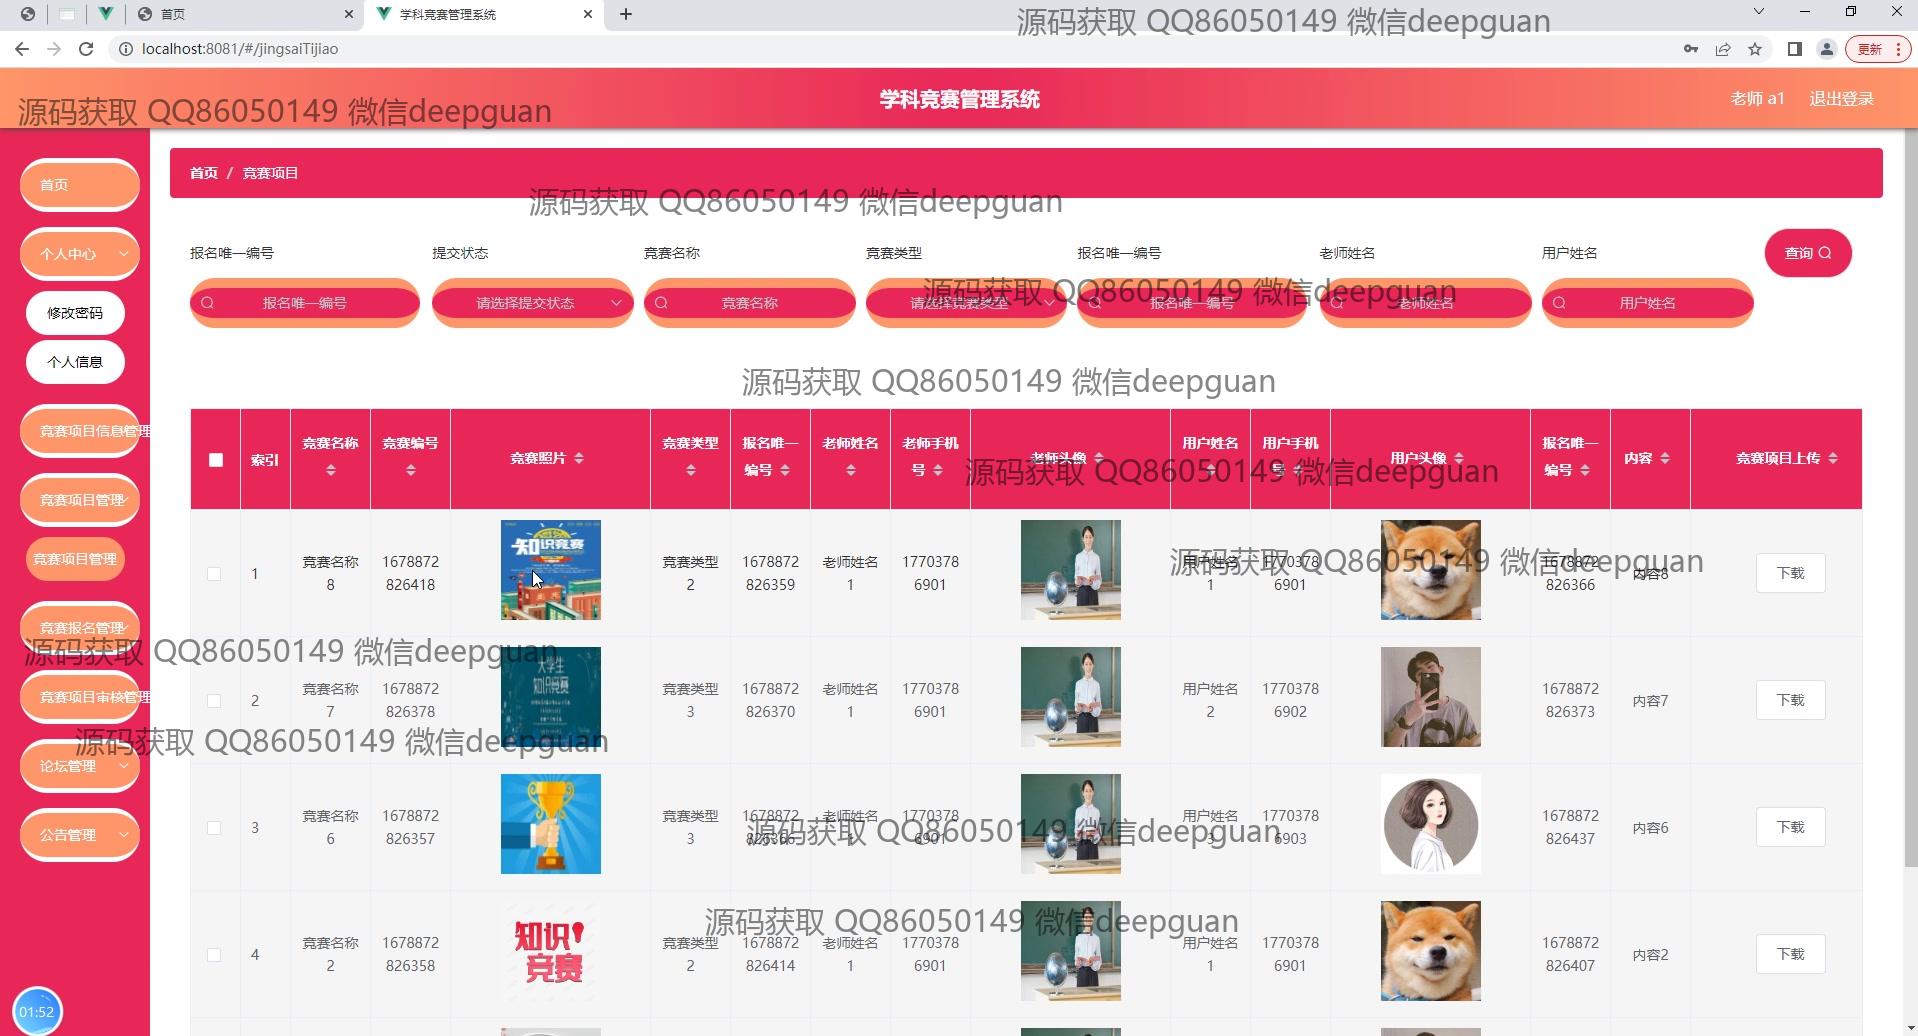 首页
学科竞赛管理系统
源码获取 QQ86050149 微信deepguan
localhost:8081/#/jingsaiTijiao
更新
源码获取 QQ86050149 微信deepguan
学科竞赛管理系统
老师 a1
退出登录
首页 / 竞赛项目
源码获取 QQ86050149 微信deepguan
首页
个人中心
修改密码
个人信息
竞赛项目信息管理
竞赛项目管理
竞赛项目管理
竞赛报名管理
源码获取 QQ86050149 微信deepguan
竞赛项目审核管理
源码获取 QQ86050149 微信deepguan
论坛管理
公告管理
01:52
报名唯一编号 提交状态 竞赛名称 竞赛类型 报名唯一编号 老师姓名 用户姓名
查询
报名唯一编号 请选择提交状态 竞赛名称 请选择竞赛类型 报名唯一编号 老师姓名 用户姓名
源码获取 QQ86050149 微信deepguan
源码获取 QQ86050149 微信deepguan
索引 竞赛名称 竞赛编号 竞赛照片 竞赛类型 报名唯一编号 老师姓名 老师手机号 老师头像 用户姓名 用户手机号 用户头像 报名唯一编号 内容 竞赛项目上传
源码获取 QQ86050149 微信deepguan
1 竞赛名称8 1678872826418 知识竞赛 竞赛类型2 1678872826359 老师姓名1 17703786901 用户姓名1 17703786901 1678872826366 内容8 下载
源码获取 QQ86050149 微信deepguan
2 竞赛名称7 1678872826378 大学生 知识竞赛 竞赛类型3 1678872826370 老师姓名1 17703786901 用户姓名2 17703786902 1678872826373 内容7 下载
3 竞赛名称6 1678872826357 竞赛类型3 1678872826366 老师姓名1 17703786901 用户姓名3 17703786903 1678872826437 内容6 下载
源码获取 QQ86050149 微信deepguan
4 竞赛名称2 1678872826358 知识竞赛 竞赛类型2 1678872826414 老师姓名1 17703786901 用户姓名1 17703786901 1678872826407 内容2 下载
源码获取 QQ86050149 微信deepguan